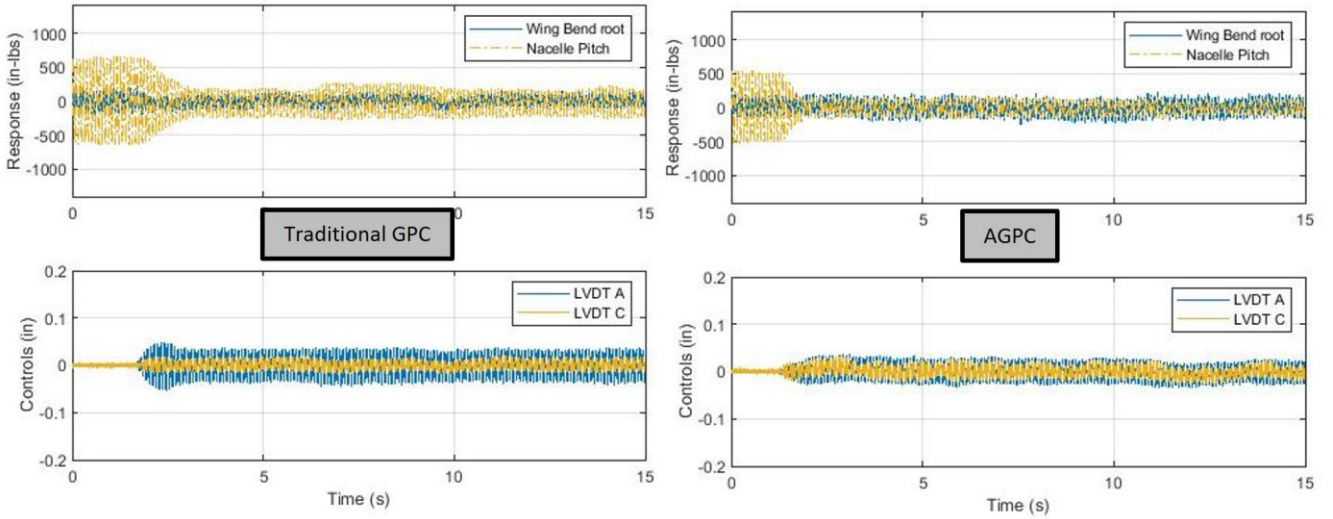 Response (in-lbs)
1000
500
0
-500
-1000
Wing Bend root
Nacelle Pitch
0 5 10 15
Traditional GPC
Controls (in)
0.2
0.1
0
-0.1
-0.2
LVDT A
LVDT C
0 5 10 15
Time (s)
Response (in-lbs)
1000
500
0
-500
-1000
Wing Bend root
Nacelle Pitch
0 5 10 15
AGPC
Controls (in)
0.2
0.1
0
-0.1
-0.2
LVDT A
LVDT C
0 5 10 15
Time (s)